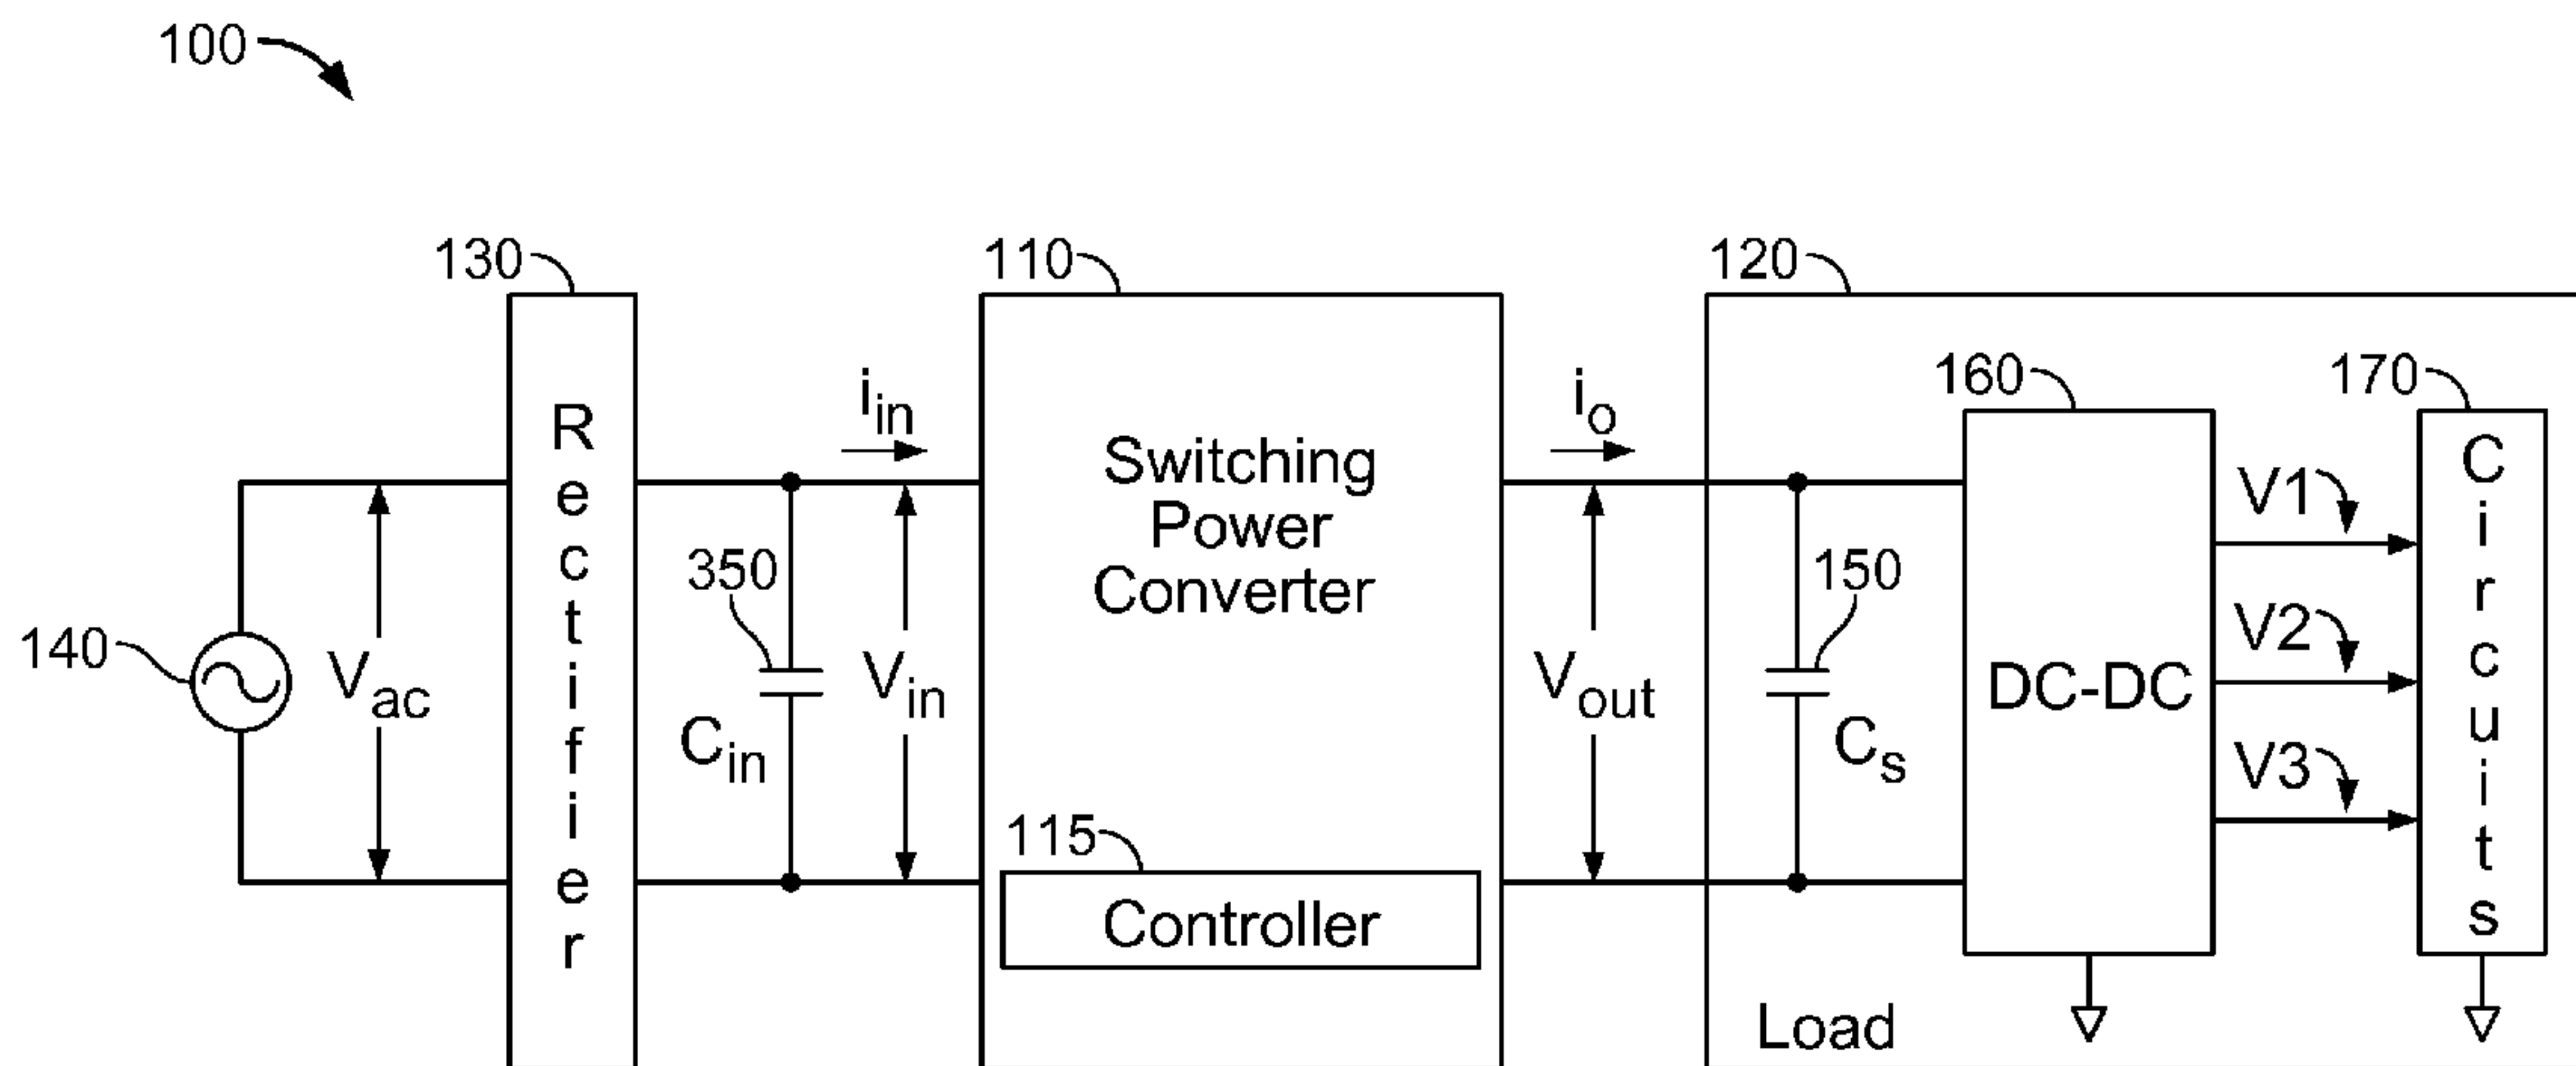 100
130
110
120
160
170
i_in
i_o
Rectifier
Switching
Power
Converter
Circuits
V1
350
150
V2
140
V_ac
V_in
V_out
DC-DC
C_in
C_s
V3
115
Controller
Load